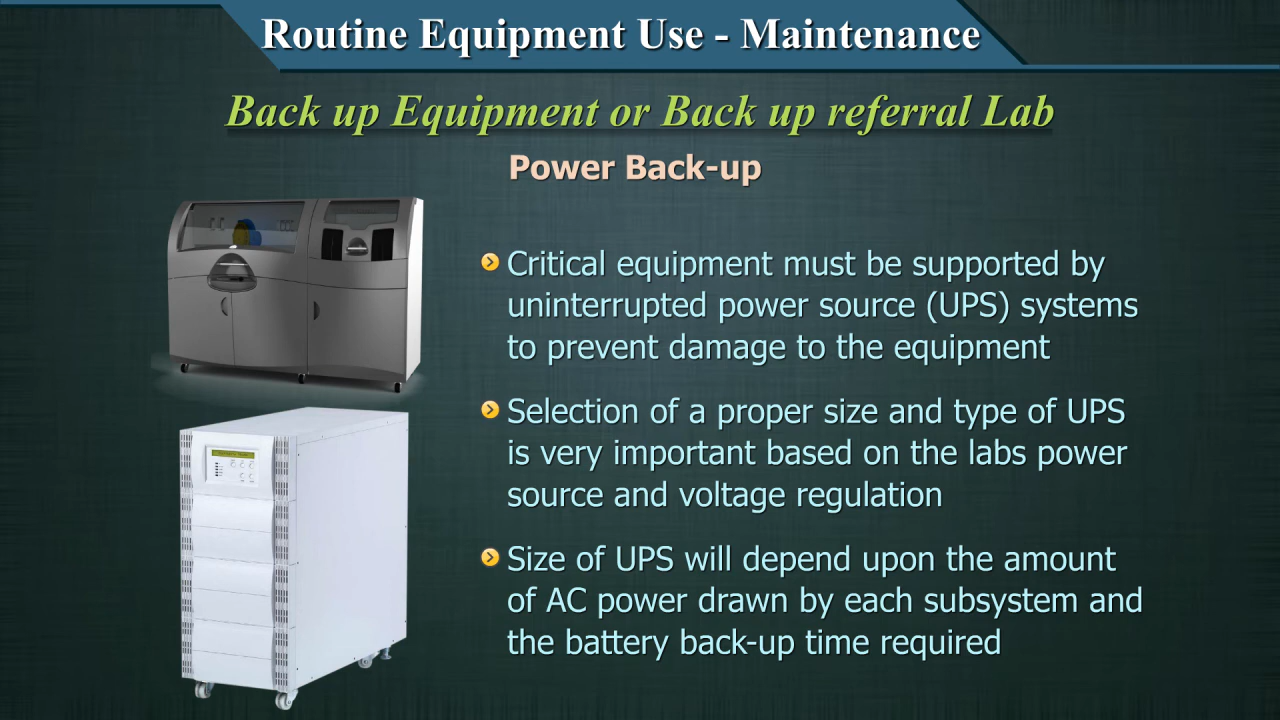 Routine Equipment Use - Maintenance
Back up Equipment or Back up referral Lab
Power Back-up
Critical equipment must be supported by
uninterrupted power source (UPS) systems
to prevent damage to the equipment
Selection of a proper size and type of UPS
is very important based on the labs power
source and voltage regulation
Size of UPS will depend upon the amount
of AC power drawn by each subsystem and
the battery back-up time required